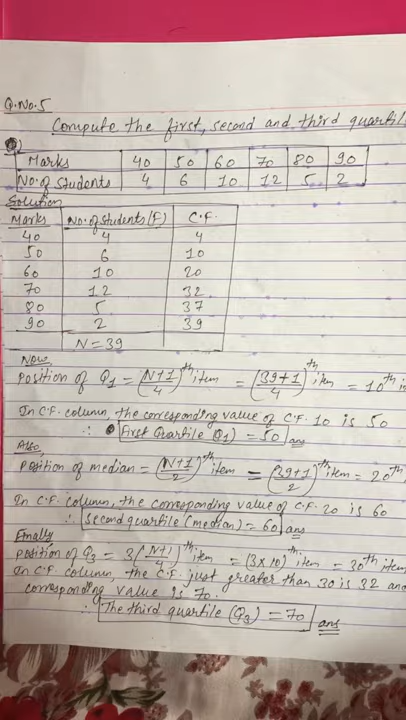 Q.No.5
Compute the first, second and third quartil
Marks 40 50 60 70 80 90
No. of Students 4 6 10 12 5 2
Solution
Marks No. of Students (F) C.F.
40 4 4
50 6 10
60 10 20
70 12 32
80 5 37
90 2 39
N = 39
Now
Position of Q1 = (N+1/4)th item = (39+1/4)th item = 10th i
In C.F. column, the corresponding value of C.F. 10 is 50
∴ First Quartile (Q1) = 50 ans
Also,
Position of median = (N+1/2)th item = (39+1/2)th item = 20th
In C.F. column, the corresponding value of C.F. 20 is 60
∴ Second quartile (median) = 60 ans
Finally
Position of Q3 = 3(N+1/4)th item = (3×10)th item = 30th item
In C.F. column, the C.F. just greater than 30 is 32 and
corresponding value is 70.
∴ The third quartile (Q3) = 70 ans